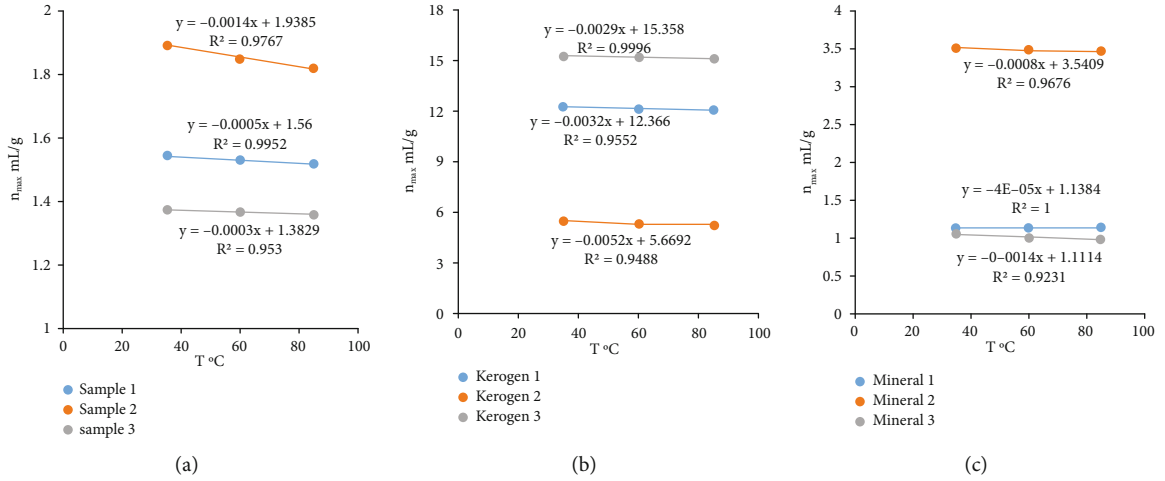 2
1.8
1.6
1.4
1.2
1
n_max mL/g
y = –0.0014x + 1.9385
R² = 0.9767
y = –0.0005x + 1.56
R² = 0.9952
y = –0.0003x + 1.3829
R² = 0.953
0 20 40 60 80 100
T ºC
Sample 1
Sample 2
sample 3
(a)
18
15
12
9
6
3
0
n_max mL/g
y = –0.0029x + 15.358
R² = 0.9996
y = –0.0032x + 12.366
R² = 0.9552
y = –0.0052x + 5.6692
R² = 0.9488
0 20 40 60 80 100
T ºC
Kerogen 1
Kerogen 2
Kerogen 3
(b)
4
3.5
3
2.5
2
1.5
1
0.5
0
n_max mL/g
y = –0.0008x + 3.5409
R² = 0.9676
y = –4E–05x + 1.1384
R² = 1
y = –0–0014x + 1.1114
R² = 0.9231
0 20 40 60 80 100
T ºC
Mineral 1
Mineral 2
Mineral 3
(c)